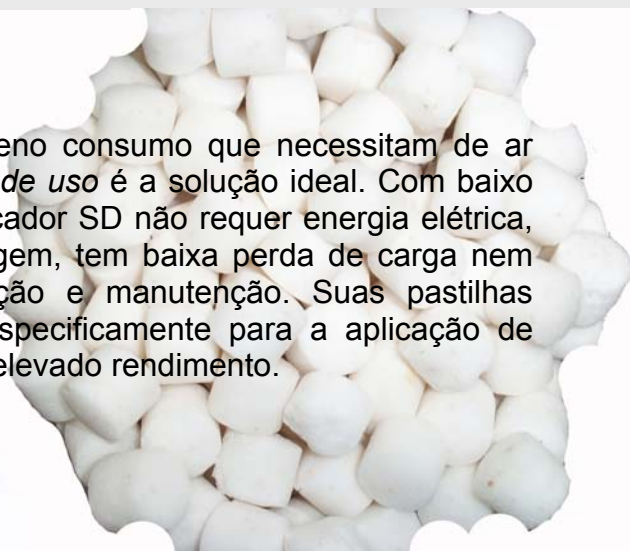 eno consumo que necessitam de ar
de uso é a solução ideal. Com baixo
cador SD não requer energia elétrica,
gem, tem baixa perda de carga nem
ção e manutenção. Suas pastilhas
specificamente para a aplicação de
elevado rendimento.